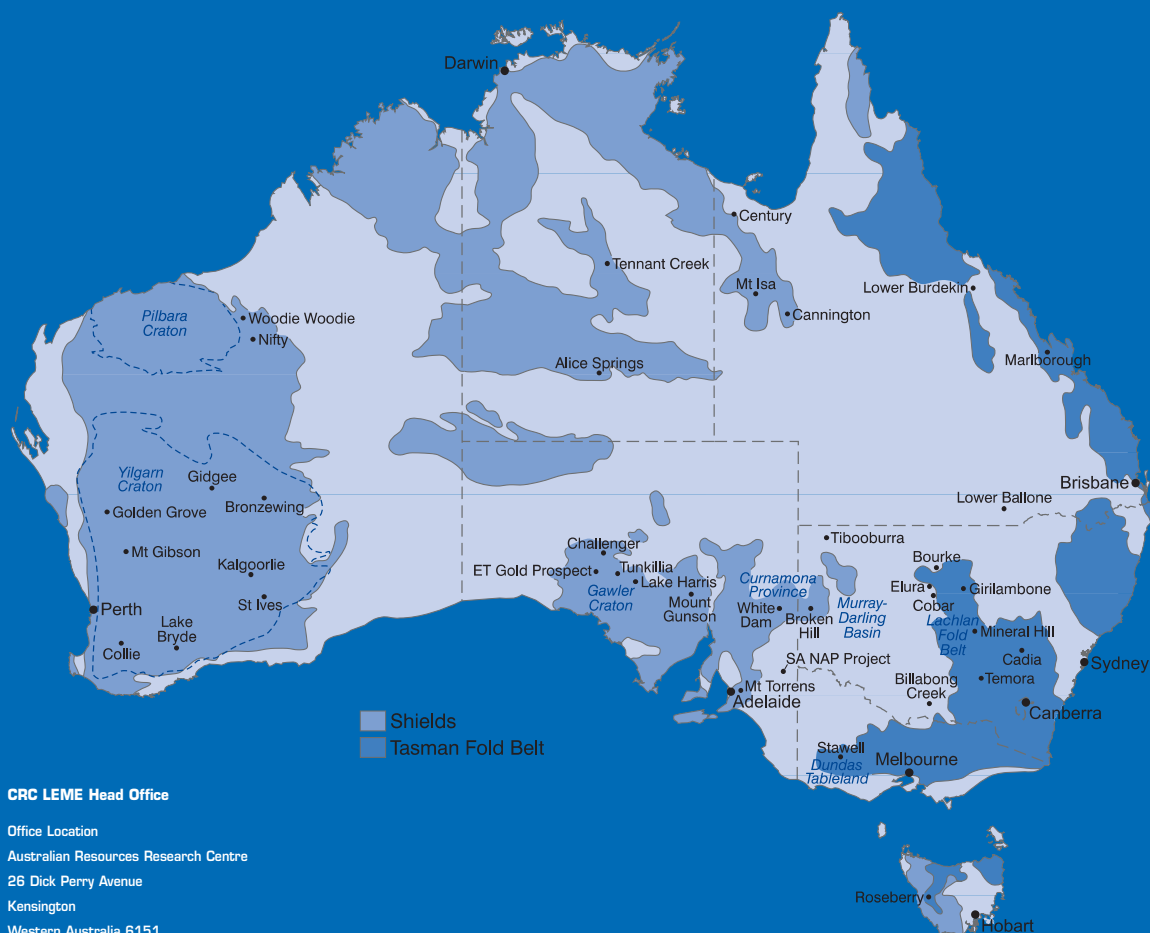 Darwin
Century
Tennant Creek
Mt Isa
Lower Burdekin
Cannington
Pilbara
Craton
Woodie Woodie
Nifty
Alice Springs
Marlborough
Yilgarn
Craton
Gidgee
Bronzewing
Golden Grove
Mt Gibson
Kalgoorlie
St Ives
Perth
Lake
Bryde
Collie
Brisbane
Lower Ballone
Tibooburra
Challenger
ET Gold Prospect
Tunkillia
Lake Harris
Gawler
Craton
Mount
Gunson
Curnamona
Province
White
Dam
Broken
Hill
Murray-
Darling
Basin
Bourke
Elura
Cobar
Girilambone
Lachlan
Fold
Belt
Mineral Hill
Cadia
Temora
Sydney
SA NAP Project
Billabong
Creek
Mt Torrens
Adelaide
Canberra
Shields
Tasman Fold Belt
Stawell
Dundas
Tableland
Melbourne
Roseberry
Hobart
CRC LEME Head Office
Office Location
Australian Resources Research Centre
26 Dick Perry Avenue
Kensington
Western Australia 6151